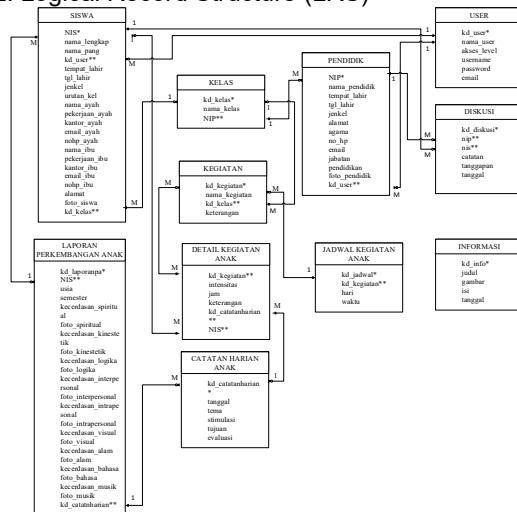 2. Logical Record Structure (LRS)
SISWA
NIS*
nama_lengkap
nama_pang
kd_user**
tempat_lahir
tgl_lahir
jenkel
urutan_kel
nama_ayah
pekerjaan_ayah
kantor_ayah
email_ayah
nohp_ayah
nama_ibu
pekerjaan_ibu
kantor_ibu
email_ibu
nohp_ibu
alamat
foto_siswa
kd_kelas**
KELAS
kd_kelas*
nama_kelas
NIP**
PENDIDIK
NIP*
nama_pendidik
tempat_lahir
tgl_lahir
jenkel
alamat
agama
no_hp
email
jabatan
pendidikan
foto_pendidik
kd_user**
USER
kd_user*
nama_user
akses_level
username
password
email
DISKUSI
kd_diskusi*
nip**
nis**
catatan
tanggapan
tanggal
KEGIATAN
kd_kegiatan*
nama_kegiatan
kd_kelas**
keterangan
LAPORAN
PERKEMBANGAN ANAK
kd_laporanpa*
NIS**
usia
semester
kecerdasan_spiritu
al
foto_spiritual
kecerdasan_kineste
tik
foto_kinestetik
kecerdasan_logika
foto_logika
kecerdasan_interpe
rsonal
foto_interpersonal
kecerdasan_intrape
rsonal
foto_intrapersonal
kecerdasan_visual
foto_visual
kecerdasan_alam
foto_alam
kecerdasan_bahasa
foto_bahasa
kecerdasan_musik
foto_musik
kd_catatnharian**
DETAIL KEGIATAN
ANAK
kd_kegiatan**
intensitas
jam
keterangan
kd_catatanharian
**
NIS**
JADWAL KEGIATAN
ANAK
kd_jadwal*
kd_kegiatan**
hari
waktu
INFORMASI
kd_info*
judul
gambar
isi
tanggal
CATATAN HARIAN
ANAK
kd_catatanharian
*
tanggal
tema
stimulasi
tujuan
evaluasi